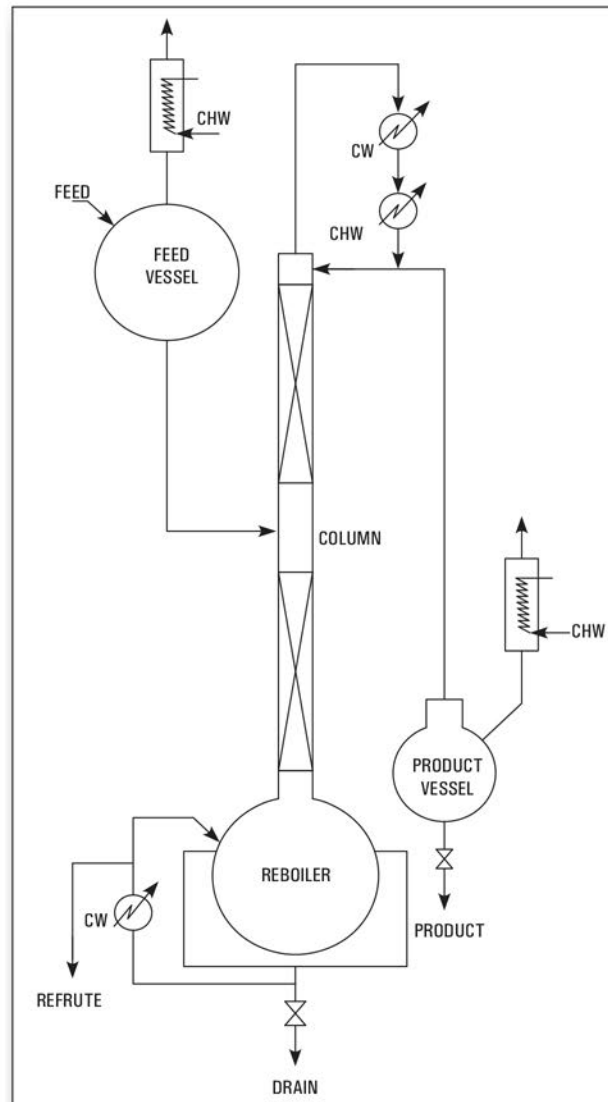 CHW
FEED
FEED
VESSEL
CW
CHW
COLUMN
CHW
PRODUCT
VESSEL
REBOILER
CW
PRODUCT
REFRUTE
DRAIN